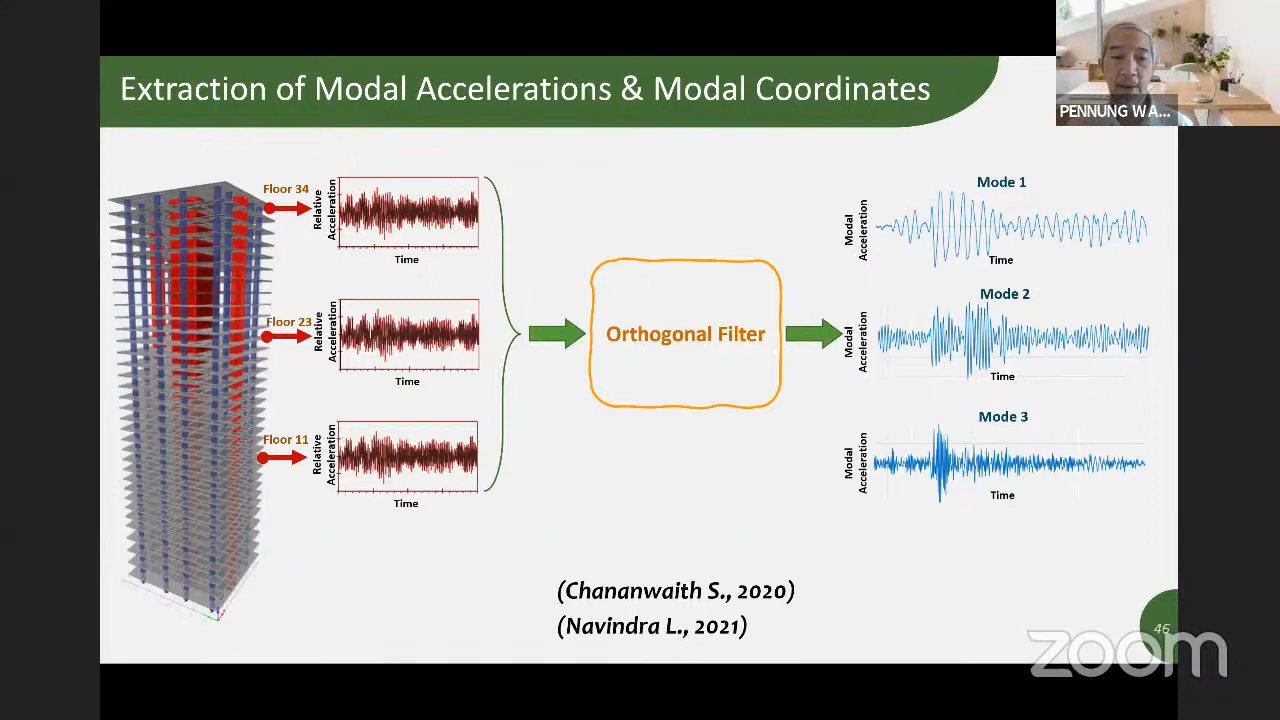 Extraction of Modal Accelerations & Modal Coordinates
PENNUNG WA...
Floor 34
Relative
Acceleration
Time
Floor 23
Relative
Acceleration
Time
Floor 11
Relative
Acceleration
Time
Orthogonal Filter
Mode 1
Modal
Acceleration
Time
Mode 2
Modal
Acceleration
Time
Mode 3
Modal
Acceleration
Time
(Chananwaith S., 2020)
(Navindra L., 2021)
46
zoom